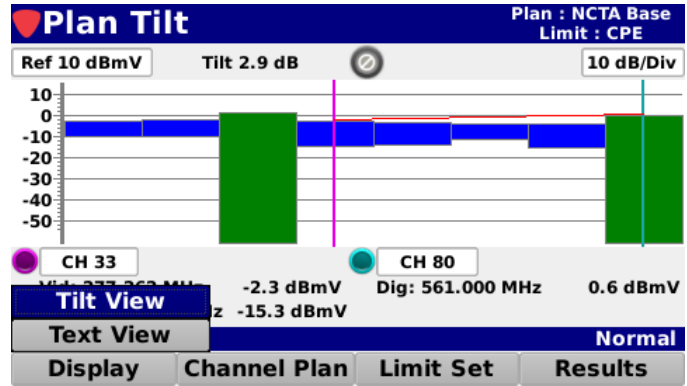 Plan Tilt
Plan : NCTA Base
Limit : CPE
Ref 10 dBmV
Tilt 2.9 dB
10 dB/Div
10
0
-10
-20
-30
-40
-50
CH 33
CH 80
-2.3 dBmV
Dig: 561.000 MHz
0.6 dBmV
-15.3 dBmV
Tilt View
Text View
Normal
Display
Channel Plan
Limit Set
Results